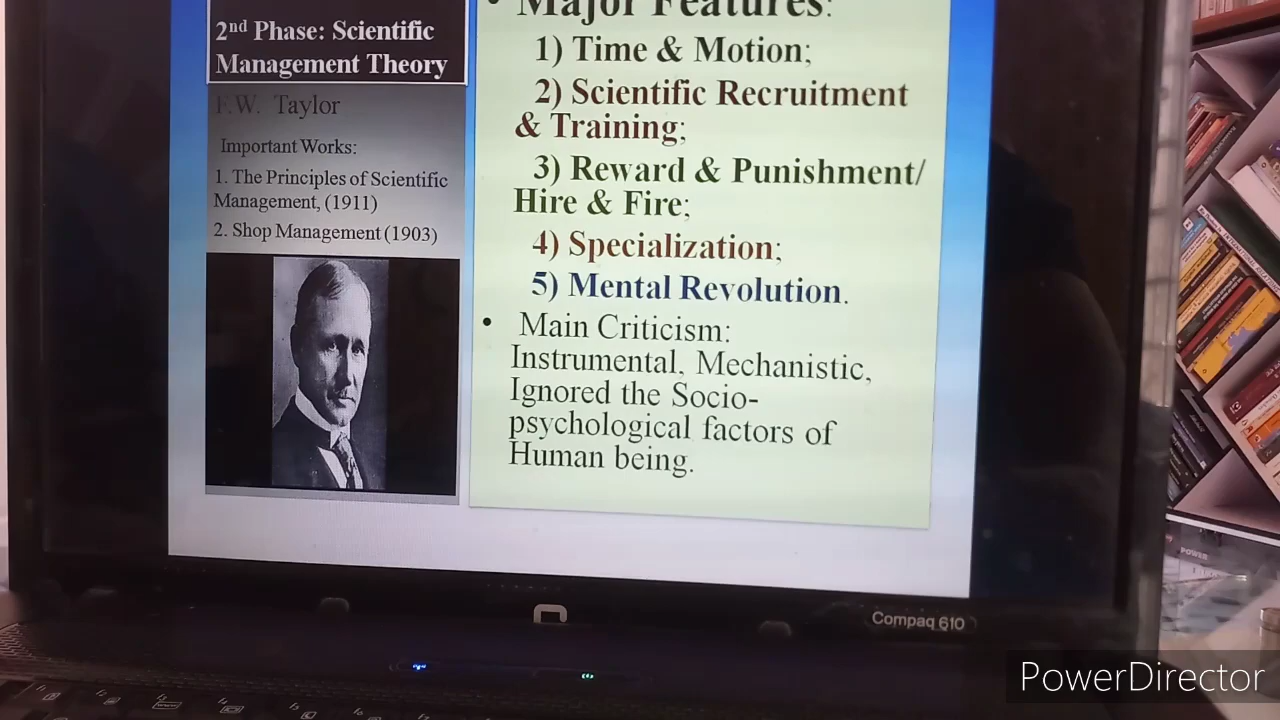 2nd Phase: Scientific
Management Theory
F.W. Taylor
Important Works:
1. The Principles of Scientific
Management, (1911)
2. Shop Management (1903)
• Major Features:
1) Time & Motion;
2) Scientific Recruitment
& Training;
3) Reward & Punishment/
Hire & Fire;
4) Specialization;
5) Mental Revolution.
• Main Criticism:
Instrumental, Mechanistic,
Ignored the Socio-
psychological factors of
Human being.
Compaq 610
POWER
PowerDirector